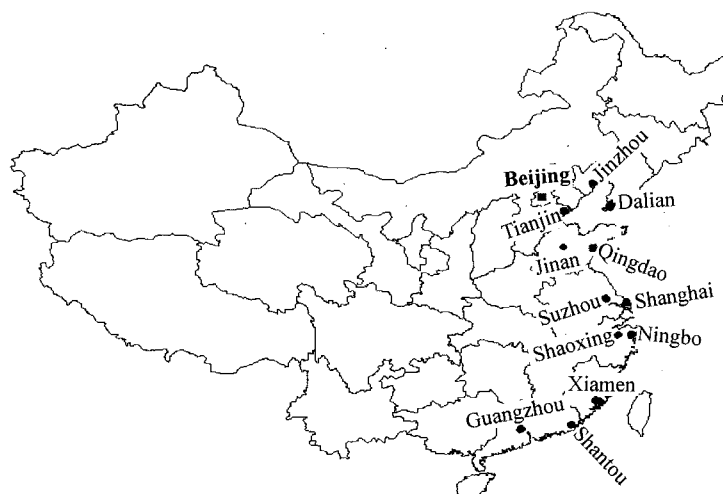 Jinzhou
Beijing
Dalian
Tianjin
Jinan
Qingdao
Suzhou
Shanghai
Shaoxing
Ningbo
Xiamen
Guangzhou
Shantou